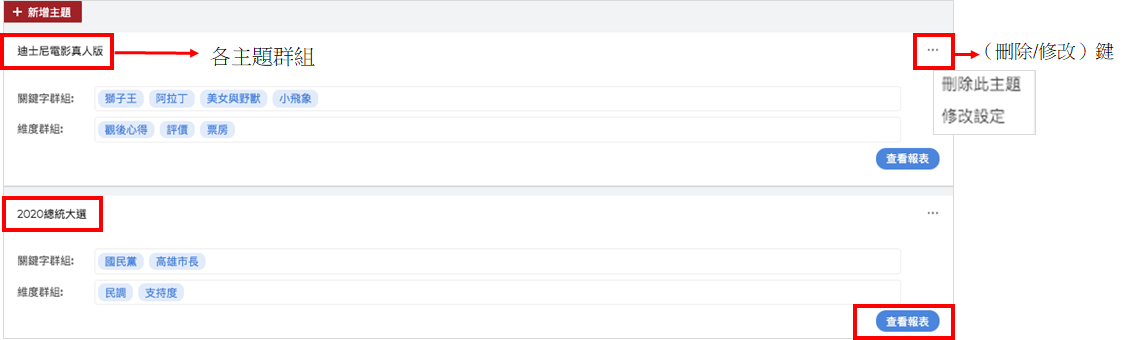 + 新增主題
迪士尼電影真人版
各主題群組
...
（刪除/修改）鍵
刪除此主題
修改設定
關鍵字群組: 獅子王 阿拉丁 美女與野獸 小飛象
維度群組: 觀後心得 評價 票房
查看報表
2020總統大選
...
關鍵字群組: 國民黨 高雄市長
維度群組: 民調 支持度
查看報表